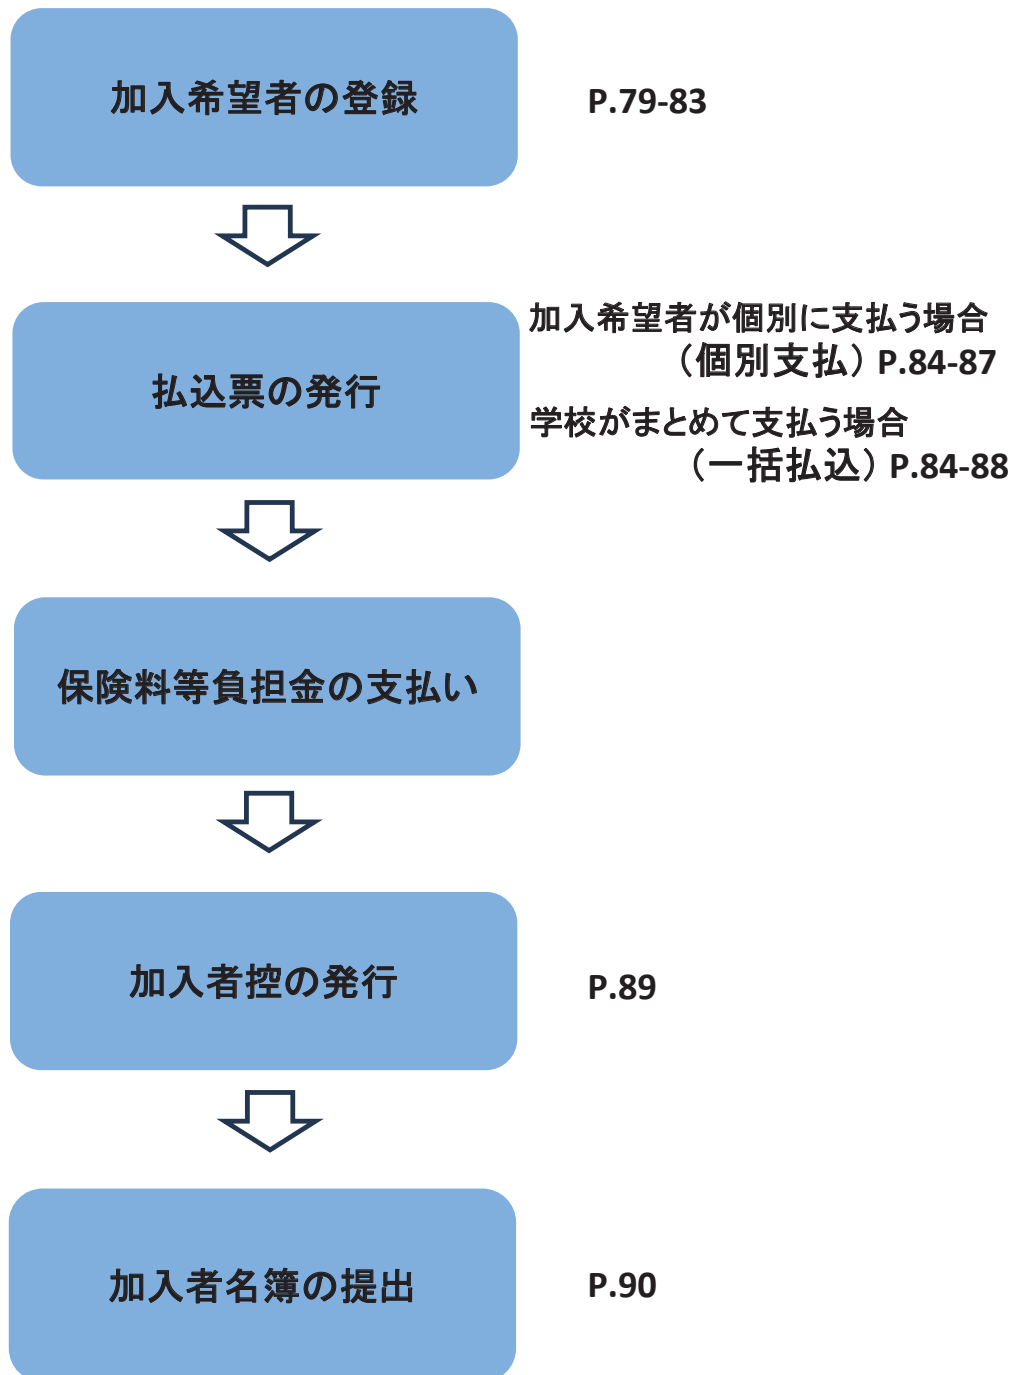 加入希望者の登録
P.79-83
払込票の発行
加入希望者が個別に支払う場合
（個別支払）P.84-87
学校がまとめて支払う場合
（一括払込）P.84-88
保険料等負担金の支払い
加入者控の発行
P.89
加入者名簿の提出
P.90